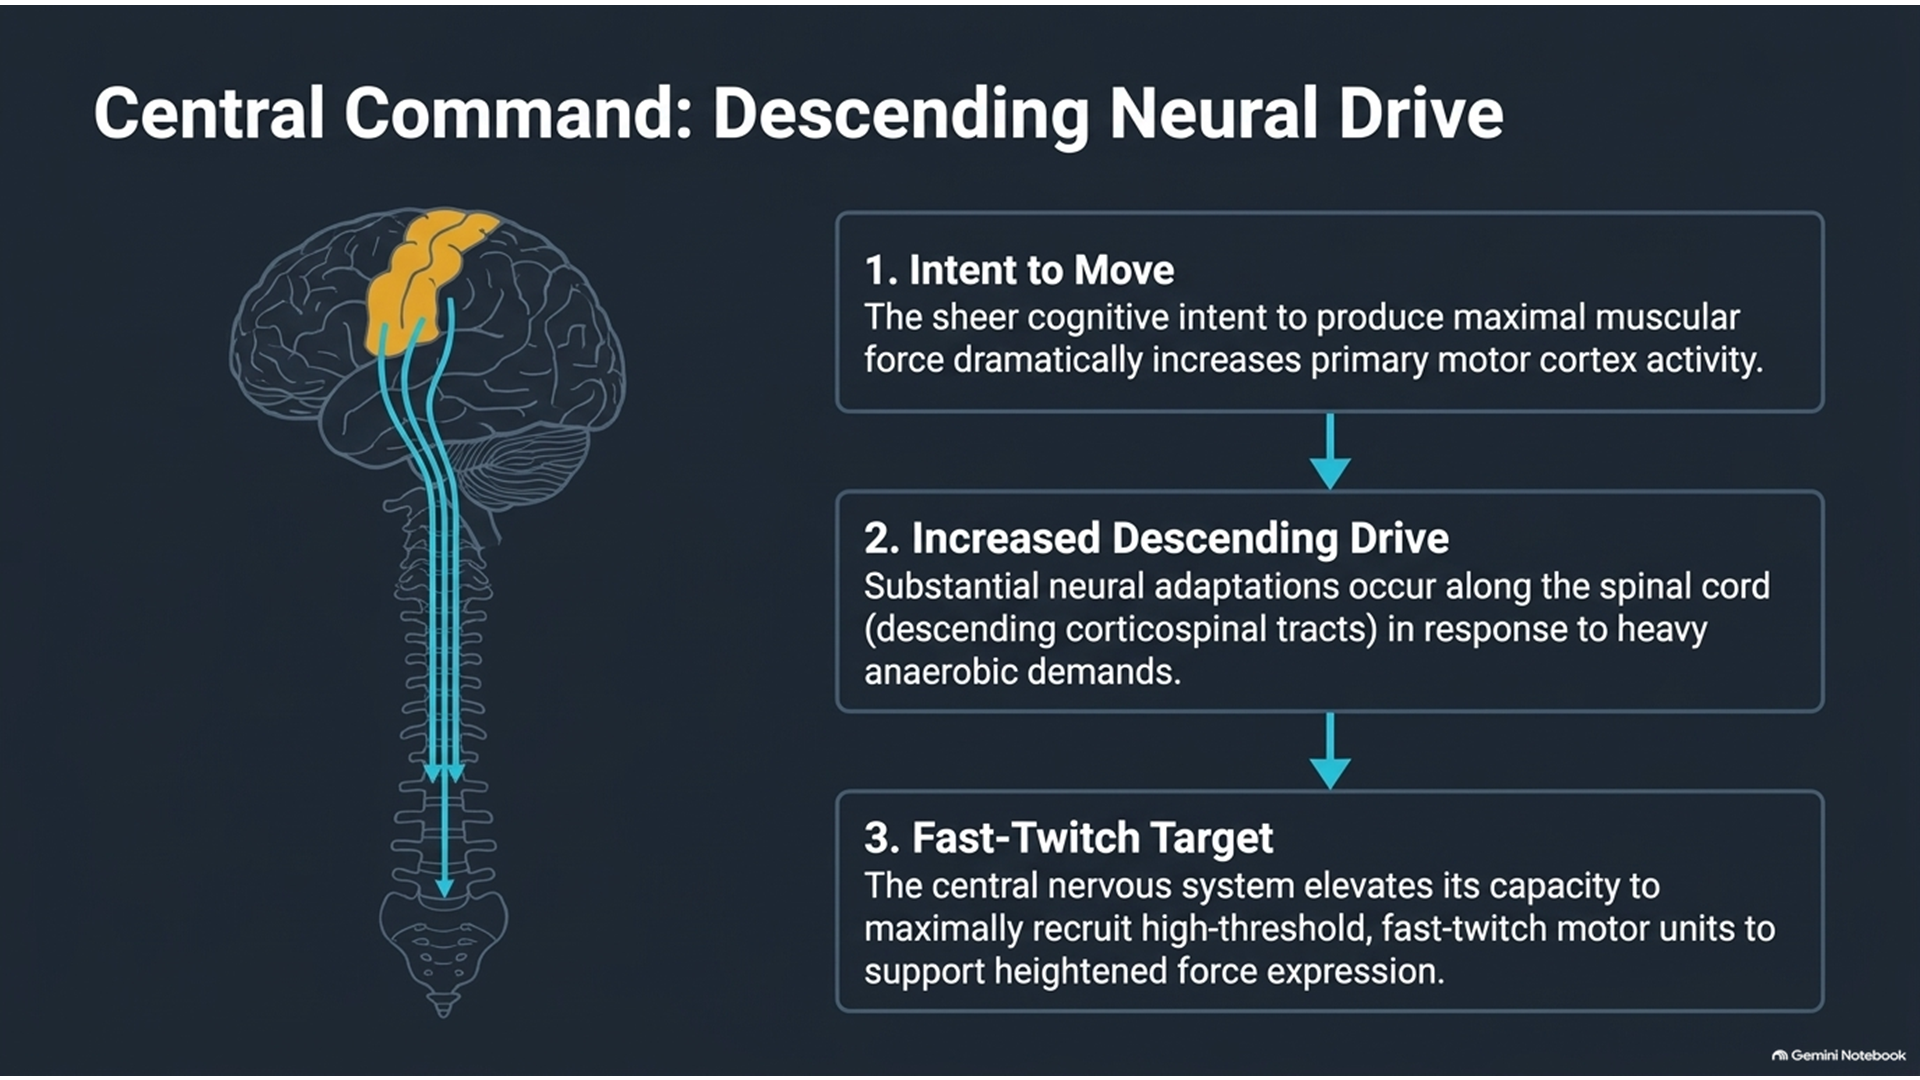 Central Command: Descending Neural Drive
1. Intent to Move
The sheer cognitive intent to produce maximal muscular
force dramatically increases primary motor cortex activity.
2. Increased Descending Drive
Substantial neural adaptations occur along the spinal cord
(descending corticospinal tracts) in response to heavy
anaerobic demands.
3. Fast-Twitch Target
The central nervous system elevates its capacity to
maximally recruit high-threshold, fast-twitch motor units to
support heightened force expression.
Gemini Notebook